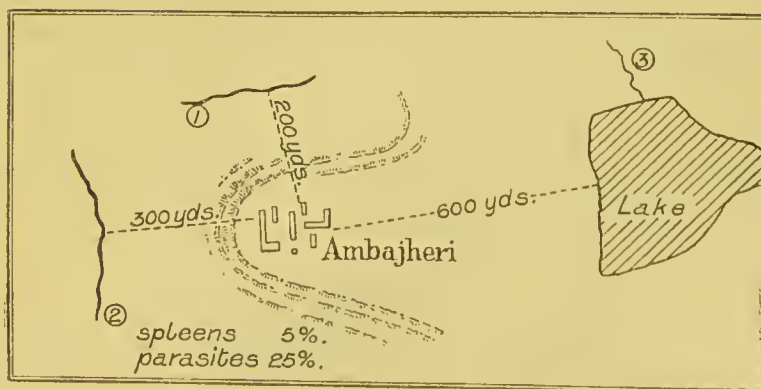 ③
①
200 yds.
300 yds.
600 yds.
Lake
Ambajheri
②
spleens 5%.
parasites 25%.